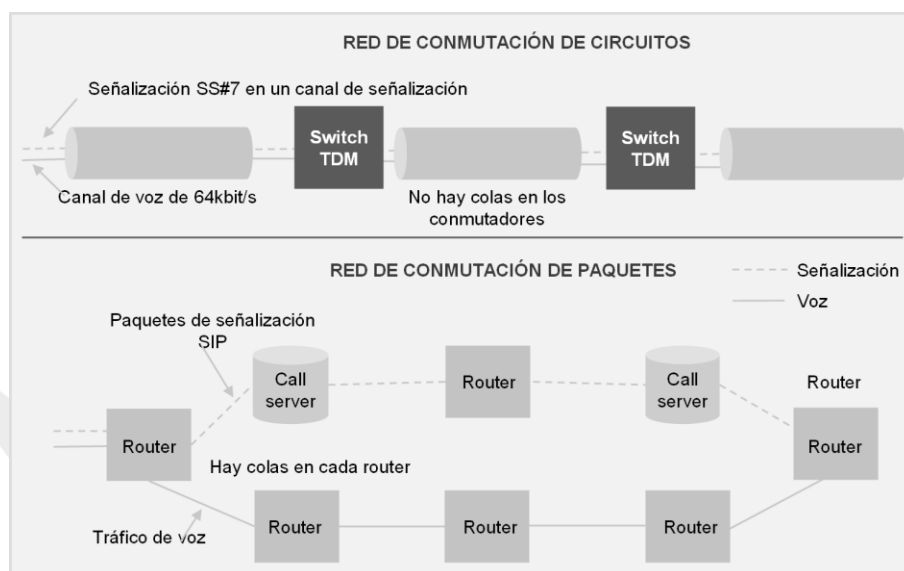 RED DE CONMUTACIÓN DE CIRCUITOS
Señalización SS#7 en un canal de señalización
Switch
TDM
Switch
TDM
Canal de voz de 64kbit/s
No hay colas en los
conmutadores
RED DE CONMUTACIÓN DE PAQUETES
Señalización
Voz
Paquetes de señalización
SIP
Call
server
Router
Call
server
Router
Router
Router
Hay colas en cada router
Router
Router
Router
Tráfico de voz